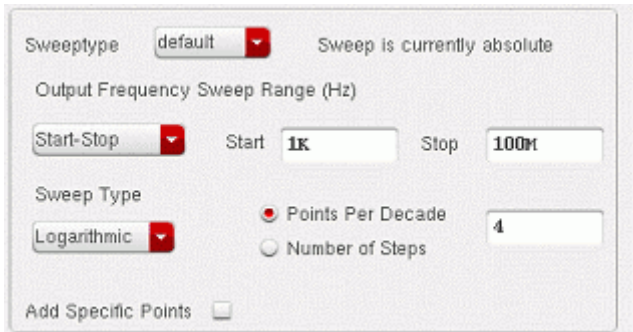 Sweeptype default Sweep is currently absolute
Output Frequency Sweep Range (Hz)
Start-Stop Start 1K Stop 100M
Sweep Type
Logarithmic
Points Per Decade 4
Number of Steps
Add Specific Points